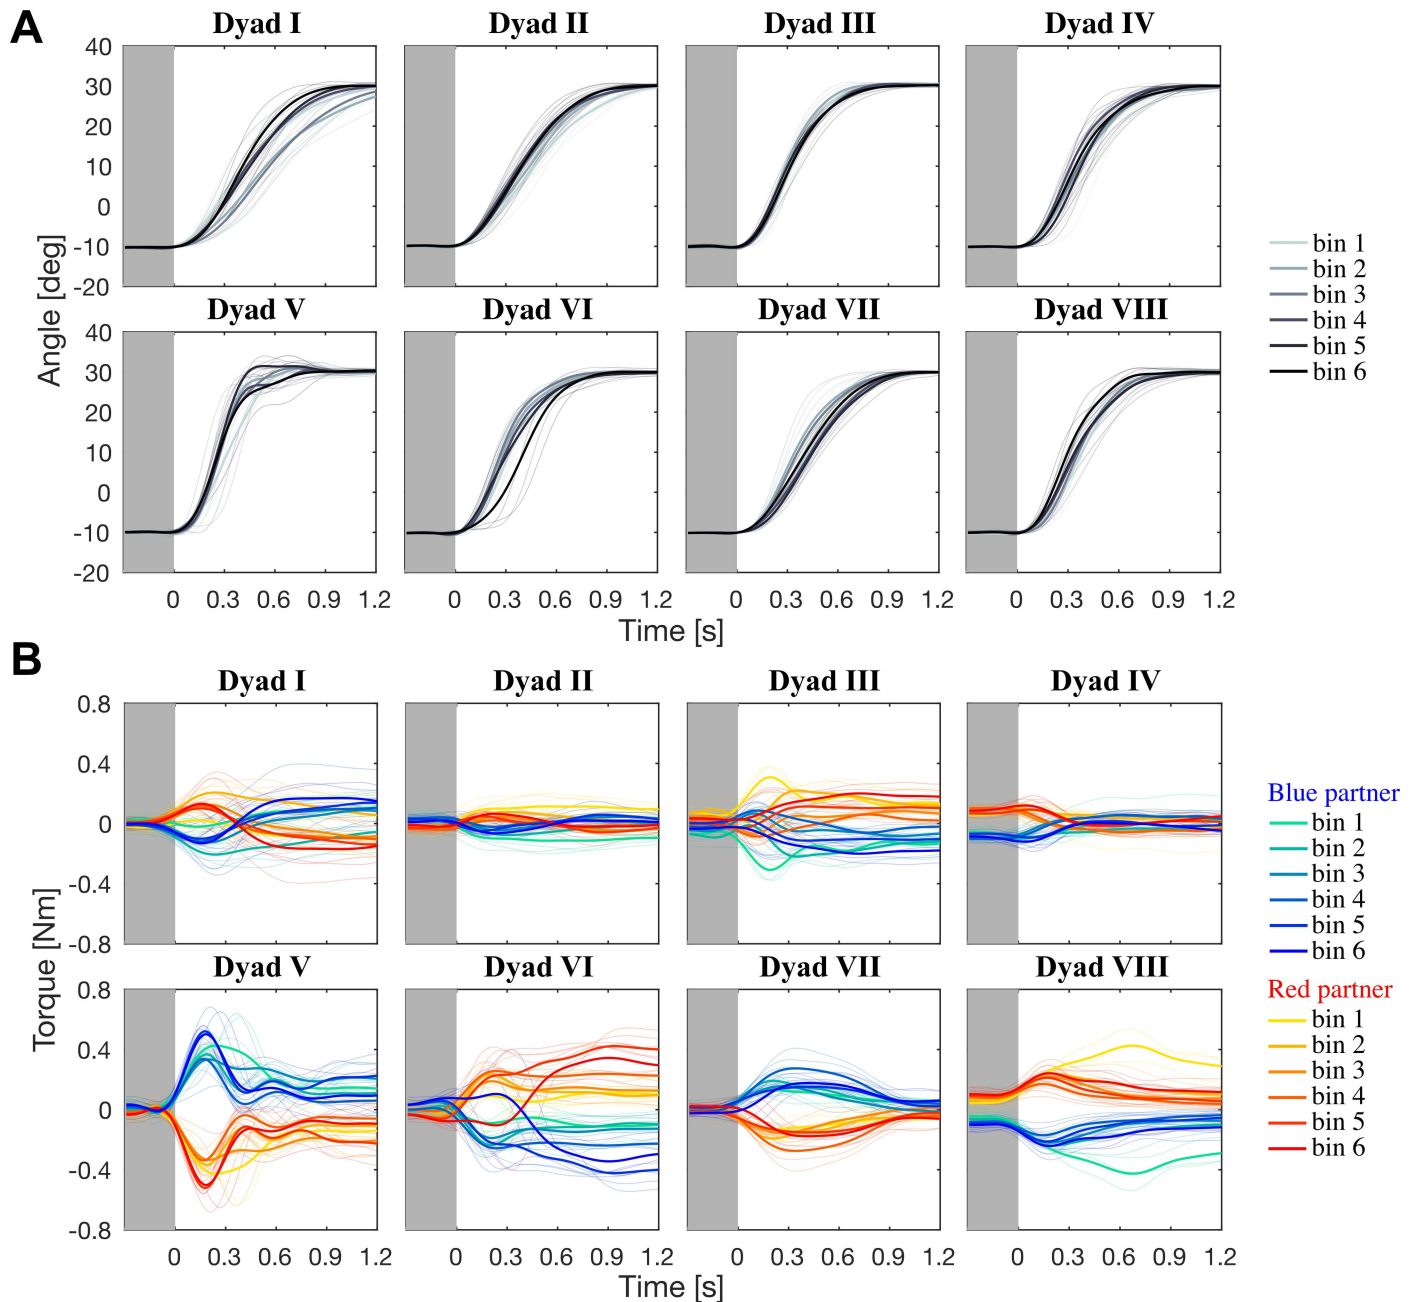 A
Dyad I Dyad II Dyad III Dyad IV
40
30
20
10
0
-10
-20
Dyad V Dyad VI Dyad VII Dyad VIII
40
30
20
10
0
-10
-20
Angle [deg]
0 0.3 0.6 0.9 1.2 0 0.3 0.6 0.9 1.2 0 0.3 0.6 0.9 1.2 0 0.3 0.6 0.9 1.2
Time [s]
bin 1
bin 2
bin 3
bin 4
bin 5
bin 6
B
Dyad I Dyad II Dyad III Dyad IV
0.8
0.4
0
-0.4
-0.8
Dyad V Dyad VI Dyad VII Dyad VIII
0.8
0.4
0
-0.4
-0.8
Torque [Nm]
0 0.3 0.6 0.9 1.2 0 0.3 0.6 0.9 1.2 0 0.3 0.6 0.9 1.2 0 0.3 0.6 0.9 1.2
Time [s]
Blue partner
bin 1
bin 2
bin 3
bin 4
bin 5
bin 6
Red partner
bin 1
bin 2
bin 3
bin 4
bin 5
bin 6